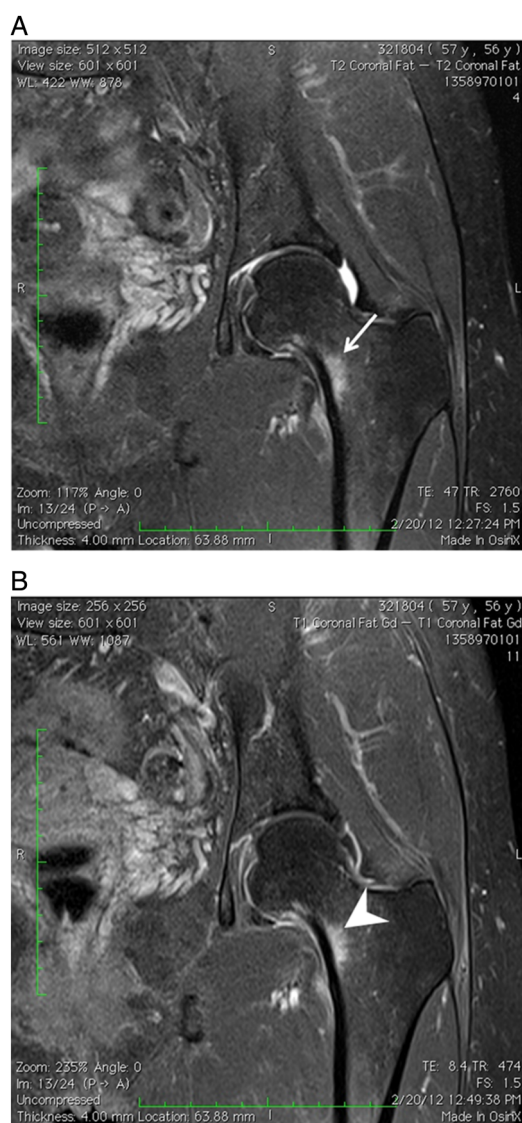 A
Image size: 512 x 512
View size: 601 x 601
WL: 422 WW: 878
S
321804 ( 57 y, 56 y)
T2 Coronal Fat — T2 Coronal Fat
1358970101
4
R
L
Zoom: 117% Angle: 0
Im: 13/24 (P -> A)
Uncompressed
Thickness: 4.00 mm Location: 63.88 mm
I
TE: 47 TR: 2760
FS: 1.5
2/20/12 12:27:24 PM
Made In OsiriX
B
Image size: 256 x 256
View size: 601 x 601
WL: 561 WW: 1087
S
321804 ( 57 y, 56 y)
T1 Coronal Fat Gd — T1 Coronal Fat Gd
1358970101
11
R
L
Zoom: 235% Angle: 0
Im: 13/24 (P -> A)
Uncompressed
Thickness: 4.00 mm Location: 63.88 mm
I
TE: 8.4 TR: 474
FS: 1.5
2/20/12 12:49:38 PM
Made In OsiriX